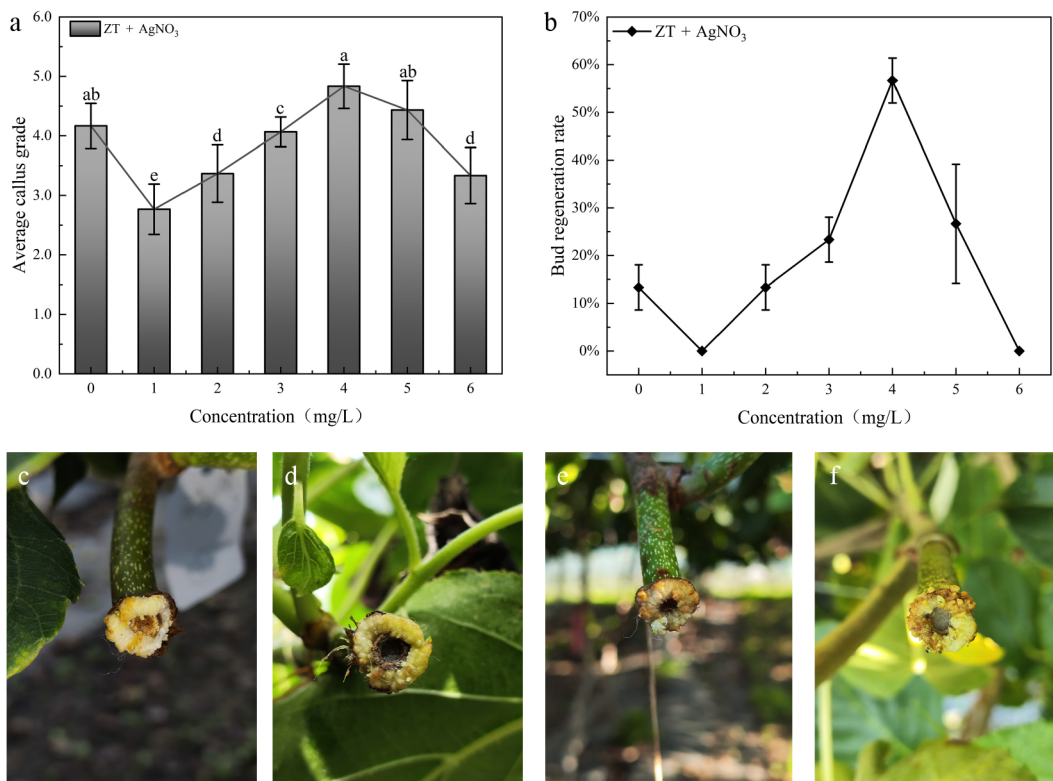 a
ZT + AgNO₃
Average callus grade
5.0
4.0
3.0
2.0
1.0
0.0
6.0
ab
e
d
c
a
ab
d
0 1 2 3 4 5 6
Concentration（mg/L）
b
ZT + AgNO₃
Bud regeneration rate
70%
60%
50%
40%
30%
20%
10%
0%
0 1 2 3 4 5 6
Concentration（mg/L）
c
d
e
f